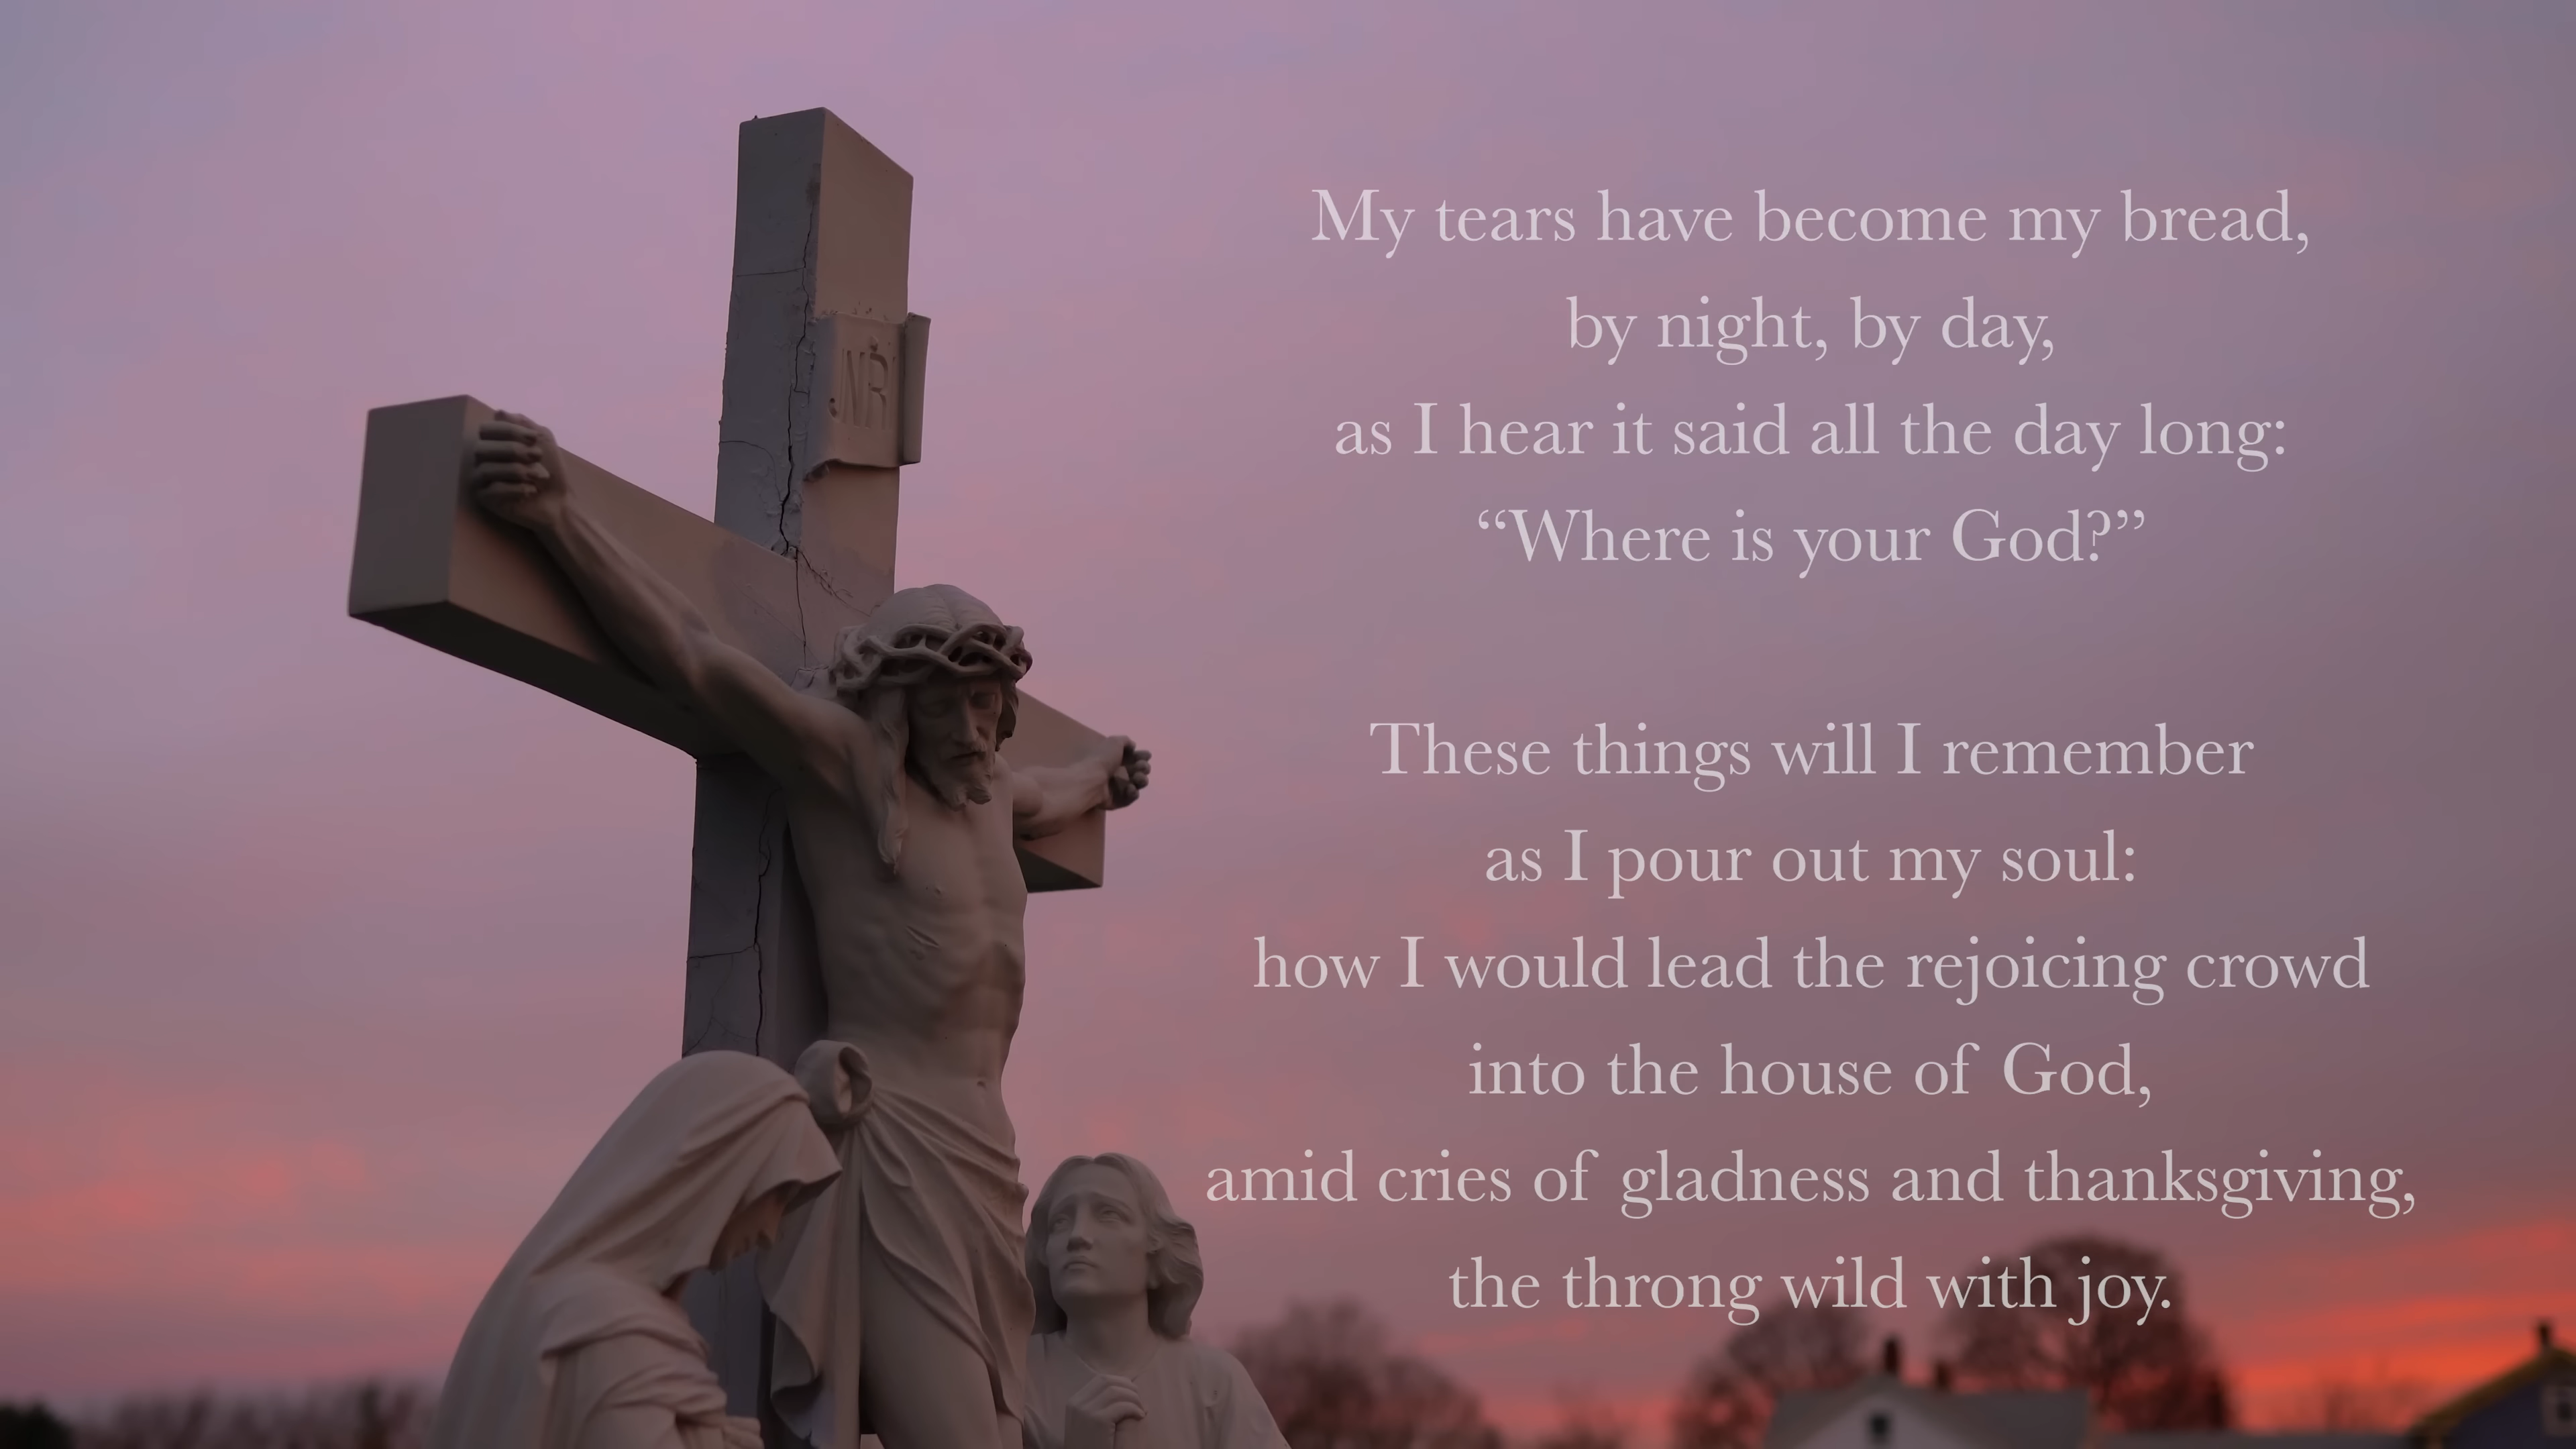 JNRI
My tears have become my bread,
by night, by day,
as I hear it said all the day long:
“Where is your God?”
These things will I remember
as I pour out my soul:
how I would lead the rejoicing crowd
into the house of God,
amid cries of gladness and thanksgiving,
the throng wild with joy.